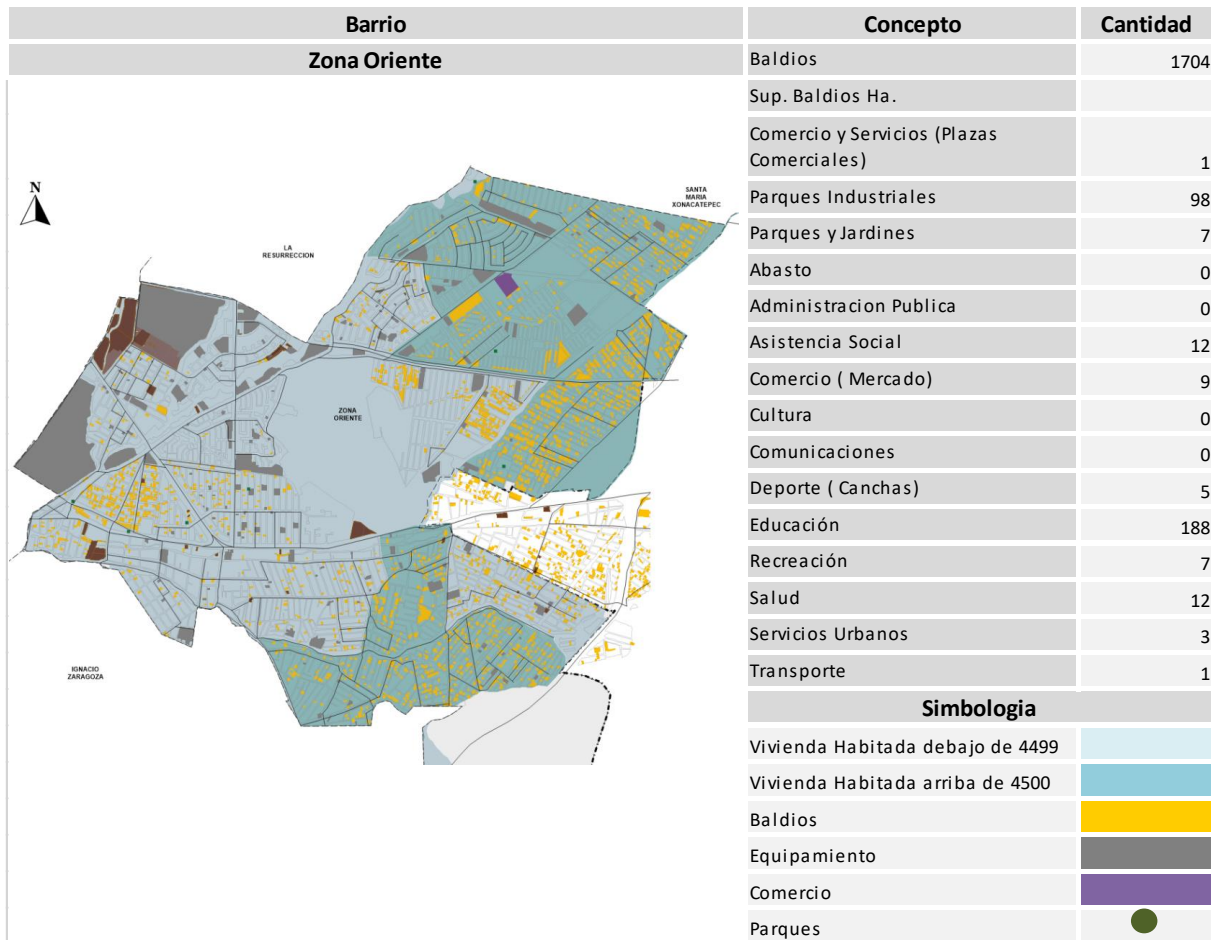 Barrio
Zona Oriente
N
LA
RESURRECCION
SANTA
MARIA
XONACATEPEC
ZONA
ORIENTE
IGNACIO
ZARAGOZA
Concepto Cantidad
Baldios 1704
Sup. Baldios Ha.
Comercio y Servicios (Plazas
Comerciales) 1
Parques Industriales 98
Parques y Jardines 7
Abasto 0
Administracion Publica 0
Asistencia Social 12
Comercio ( Mercado) 9
Cultura 0
Comunicaciones 0
Deporte ( Canchas) 5
Educación 188
Recreación 7
Salud 12
Servicios Urbanos 3
Transporte 1
Simbologia
Vivienda Habitada debajo de 4499
Vivienda Habitada arriba de 4500
Baldios
Equipamiento
Comercio
Parques